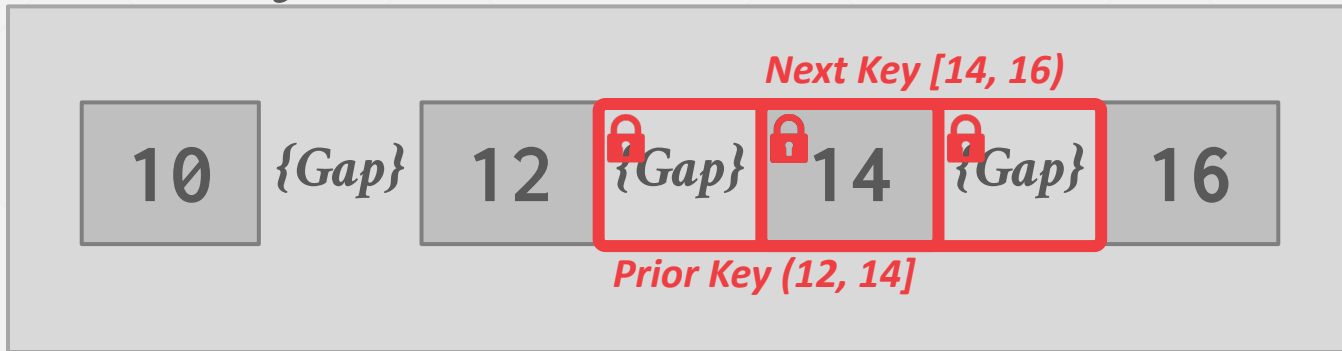 Next Key [14, 16)
10 {Gap} 12 {Gap} 14 {Gap} 16
Prior Key (12, 14]